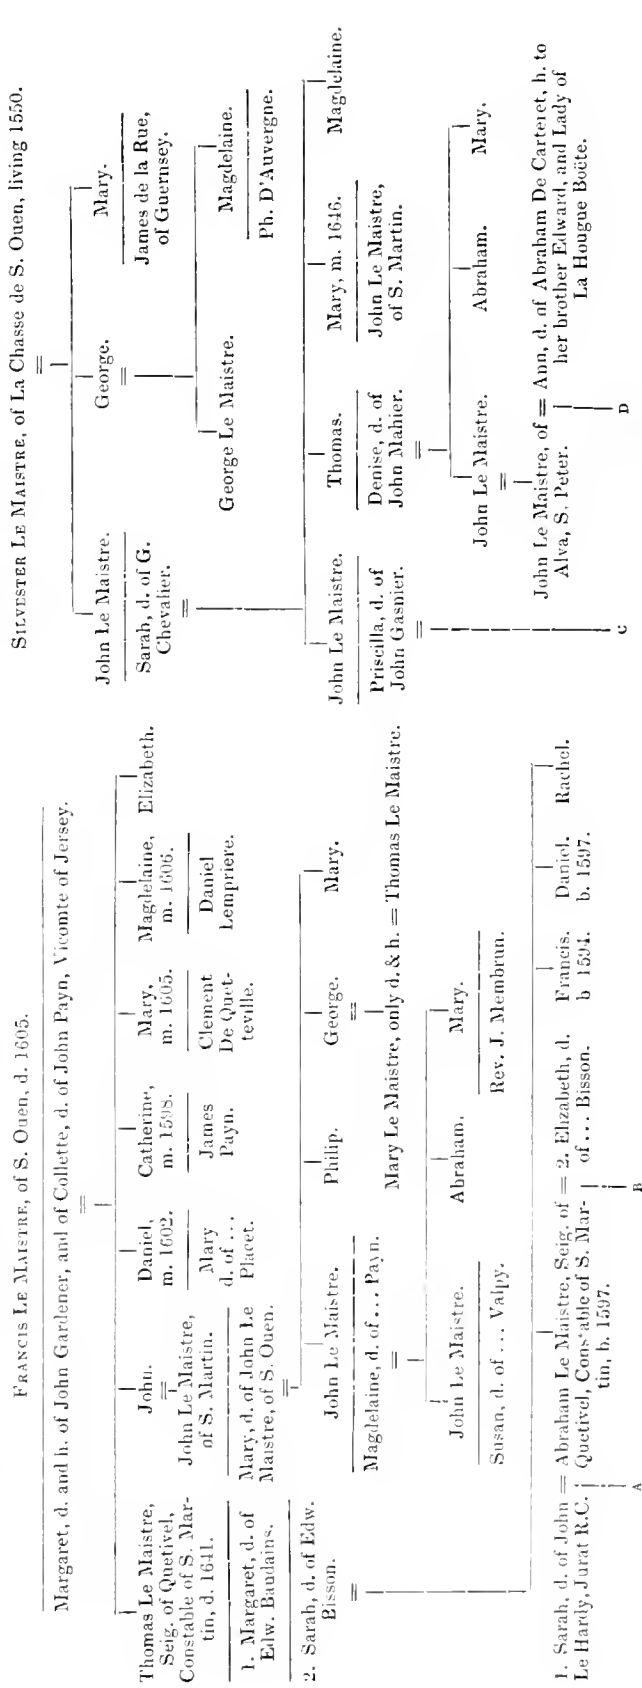 FRANCIS LE MAISTRE, of S. Ouen, d. 1605.
Margaret, d. and h. of John Gardener, and of Collette, d. of John Payn, Vicomte of Jersey.
=
Thomas Le Maistre,
Seig. of Quetivel,
Constable of S. Mar-
tin, d. 1641.
1. Margaret, d. of
Edw. Baudains.
2. Sarah, d. of Edw.
Bisson.
=
John.
=
John Le Maistre,
of S. Martin.
Mary, d. of John Le
Maistre, of S. Ouen.
=
Daniel,
m. 1602.
Mary
d. of ...
Placet.
Catherine,
m. 1598.
James
Payn.
Mary,
m. 1605.
Clement
De Quet-
teville.
Magdelaine,
m. 1606.
Daniel
Lempriere.
Elizabeth.
John Le Maistre.
Magdelaine, d. of ... Payn.
=
Philip.
George.
=
Mary.
Mary Le Maistre, only d. & h. = Thomas Le Maistre.
John Le Maistre.
Susan, d. of ... Valpy.
Abraham.
Mary.
Rev. J. Membrun.
1. Sarah, d. of John = Abraham Le Maistre, Seig. of = 2. Elizabeth, d.
Le Hardy, Jurat R.C. Quetivel, Constable of S. Mar- of ... Bisson.
tin, b. 1597.
A
B
Francis.
b 1594.
Daniel.
b. 1597.
Rachel.
SILVESTER LE MAISTRE, of La Chasse de S. Ouen, living 1550.
=
John Le Maistre.
Sarah, d. of G.
Chevalier.
=
George.
=
Mary.
James de la Rue,
of Guernsey.
George Le Maistre.
Magdelaine.
Ph. D'Auvergne.
John Le Maistre.
Priscilla, d. of
John Gasnier.
=
C
Thomas.
Denise, d. of
John Mahier.
=
Mary, m. 1646.
John Le Maistre,
of S. Martin.
Magdelaine.
John Le Maistre.
=
Abraham.
Mary.
John Le Maistre, of = Ann, d. of Abraham De Carteret, h. to
Alva, S. Peter. her brother Edward, and Lady of
La Hougue Boëte.
D